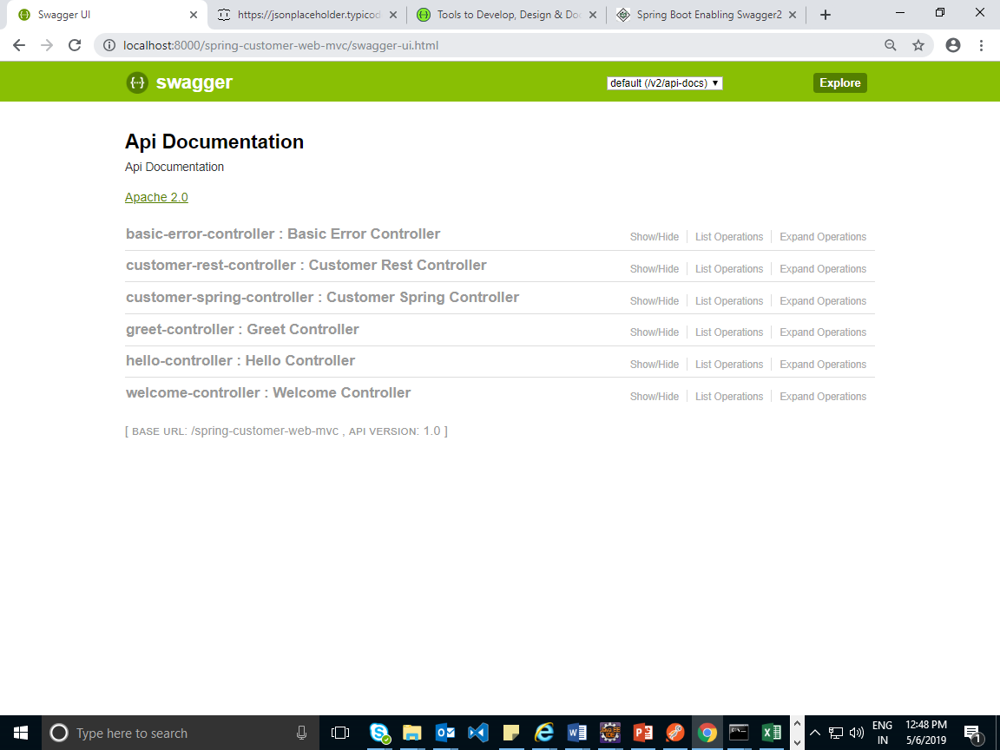 Swagger UI
https://jsonplaceholder.typicod
Tools to Develop, Design & Do
Spring Boot Enabling Swagger2
localhost:8000/spring-customer-web-mvc/swagger-ui.html
swagger
default (/v2/api-docs)
Explore
Api Documentation
Api Documentation
Apache 2.0
basic-error-controller : Basic Error Controller Show/Hide List Operations Expand Operations
customer-rest-controller : Customer Rest Controller Show/Hide List Operations Expand Operations
customer-spring-controller : Customer Spring Controller Show/Hide List Operations Expand Operations
greet-controller : Greet Controller Show/Hide List Operations Expand Operations
hello-controller : Hello Controller Show/Hide List Operations Expand Operations
welcome-controller : Welcome Controller Show/Hide List Operations Expand Operations
[ BASE URL: /spring-customer-web-mvc , API VERSION: 1.0 ]
Type here to search
ENG
IN
12:48 PM
5/6/2019
1